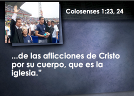 Colosenses 1:23, 24
...de las aflicciones de Cristo
por su cuerpo, que es la
iglesia."